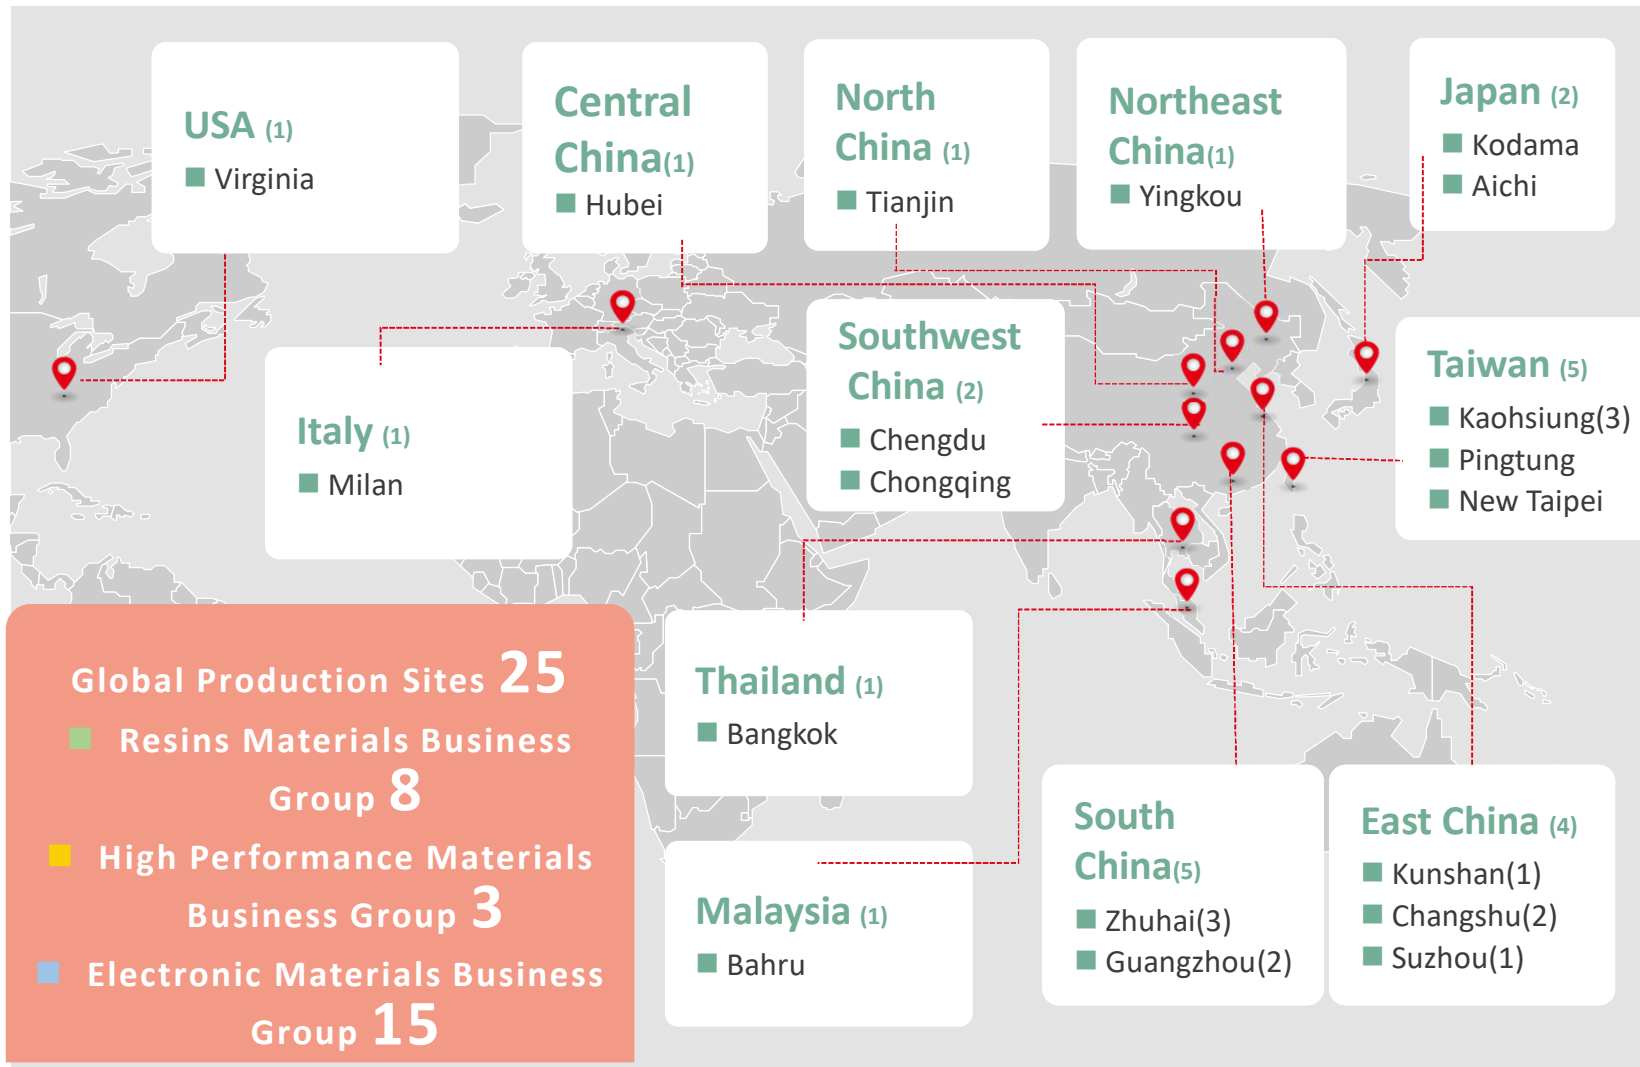 USA (1)
Virginia
Central
China(1)
Hubei
North
China (1)
Tianjin
Northeast
China(1)
Yingkou
Japan (2)
Kodama
Aichi
Italy (1)
Milan
Southwest
China (2)
Chengdu
Chongqing
Taiwan (5)
Kaohsiung(3)
Pingtung
New Taipei
Global Production Sites 25
Resins Materials Business
Group 8
High Performance Materials
Business Group 3
Electronic Materials Business
Group 15
Thailand (1)
Bangkok
Malaysia (1)
Bahru
South
China(5)
Zhuhai(3)
Guangzhou(2)
East China (4)
Kunshan(1)
Changshu(2)
Suzhou(1)